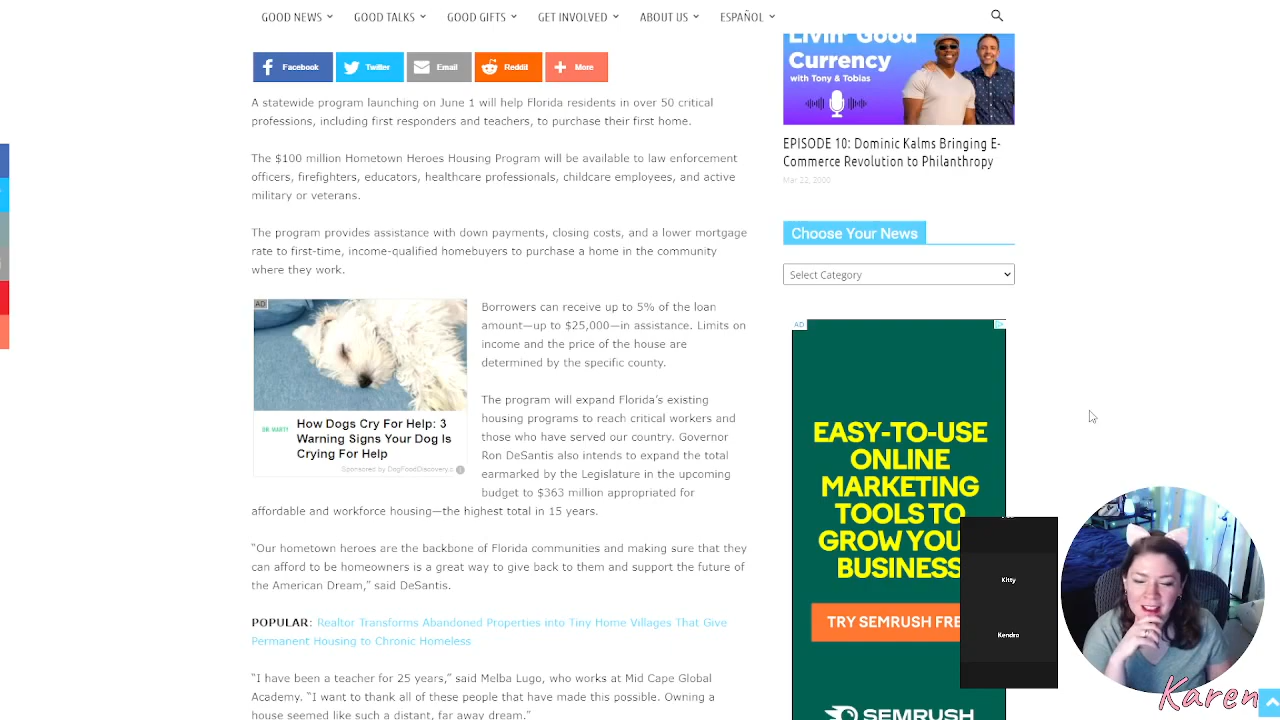 GOOD NEWS
GOOD TALKS
GOOD GIFTS
GET INVOLVED
ABOUT US
ESPAÑOL
Facebook
Twitter
Email
Reddit
More
A statewide program launching on June 1 will help Florida residents in over 50 critical
professions, including first responders and teachers, to purchase their first home.
The $100 million Hometown Heroes Housing Program will be available to law enforcement
officers, firefighters, educators, healthcare professionals, childcare employees, and active
military or veterans.
The program provides assistance with down payments, closing costs, and a lower mortgage
rate to first-time, income-qualified homebuyers to purchase a home in the community
where they work.
AD
DR MARTY
How Dogs Cry For Help: 3
Warning Signs Your Dog Is
Crying For Help
Sponsored by DogFoodDiscovery.c
Borrowers can receive up to 5% of the loan
amount—up to $25,000—in assistance. Limits on
income and the price of the house are
determined by the specific county.
The program will expand Florida’s existing
housing programs to reach critical workers and
those who have served our country. Governor
Ron DeSantis also intends to expand the total
earmarked by the Legislature in the upcoming
budget to $363 million appropriated for
affordable and workforce housing—the highest total in 15 years.
“Our hometown heroes are the backbone of Florida communities and making sure that they
can afford to be homeowners is a great way to give back to them and support the future of
the American Dream,” said DeSantis.
POPULAR: Realtor Transforms Abandoned Properties into Tiny Home Villages That Give
Permanent Housing to Chronic Homeless
“I have been a teacher for 25 years,” said Melba Lugo, who works at Mid Cape Global
Academy. “I want to thank all of these people that have made this possible. Owning a
house seemed like such a distant, far away dream.”
Livin' Good
Currency
with Tony & Tobias
EPISODE 10: Dominic Kalms Bringing E-
Commerce Revolution to Philanthropy
Mar 22, 2000
Choose Your News
Select Category
AD
EASY-TO-USE
ONLINE
MARKETING
TOOLS TO
GROW YOU
BUSINESS
TRY SEMRUSH FRE
SEMRUSH
Kitty
Kendro
Karen